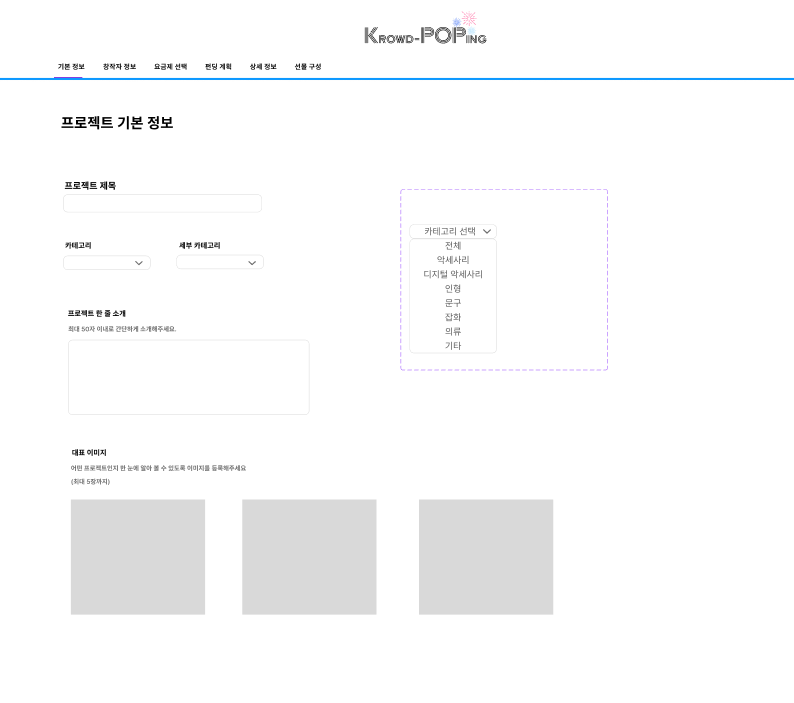 KROWD-POPING
기본 정보 창작자 정보 요금제 선택 펀딩 계획 상세 정보 선물 구성
프로젝트 기본 정보
프로젝트 제목
카테고리 세부 카테고리
프로젝트 한 줄 소개
최대 50자 이내로 간단하게 소개해주세요.
카테고리 선택
전체
악세사리
디지털 악세사리
인형
문구
잡화
의류
기타
대표 이미지
어떤 프로젝트인지 한 눈에 알아 볼 수 있도록 이미지를 등록해주세요
(최대 5장까지)